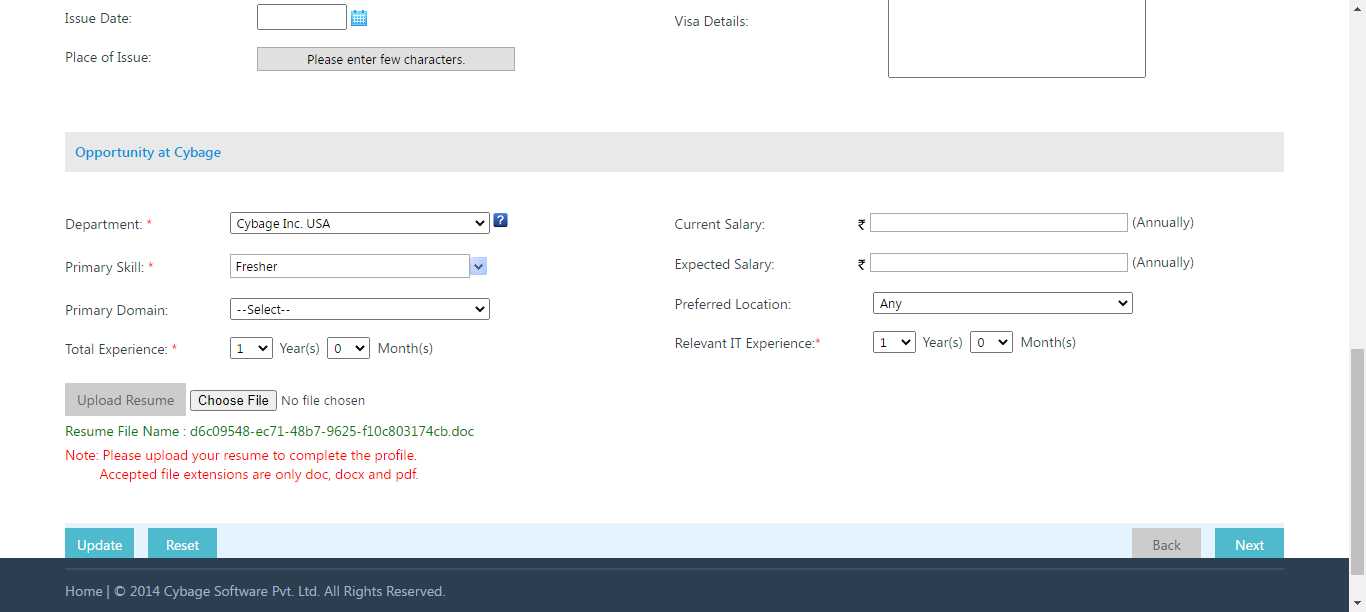 Issue Date:
Visa Details:
Place of Issue: Please enter few characters.
Opportunity at Cybage
Department: * Cybage Inc. USA ?
Current Salary: ₹ (Annually)
Primary Skill: * Fresher
Expected Salary: ₹ (Annually)
Primary Domain: --Select--
Preferred Location: Any
Total Experience: * 1 Year(s) 0 Month(s)
Relevant IT Experience:* 1 Year(s) 0 Month(s)
Upload Resume Choose File No file chosen
Resume File Name : d6c09548-ec71-48b7-9625-f10c803174cb.doc
Note: Please upload your resume to complete the profile.
Accepted file extensions are only doc, docx and pdf.
Update Reset Back Next
Home | © 2014 Cybage Software Pvt. Ltd. All Rights Reserved.